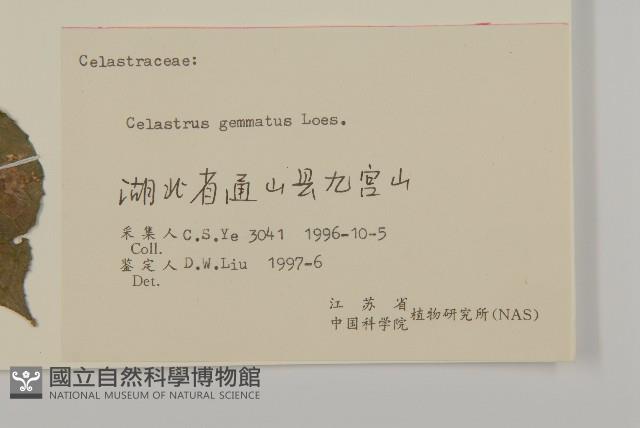 Celastraceae:
Celastrus gemmatus Loes.
湖北省通山县九宫山
采集人 C.S.Ye 3041 1996-10-5
Coll.
鉴定人 D.W.Liu 1997-6
Det.
江苏省
中国科学院植物研究所(NAS)
國立自然科學博物館
NATIONAL MUSEUM OF NATURAL SCIENCE